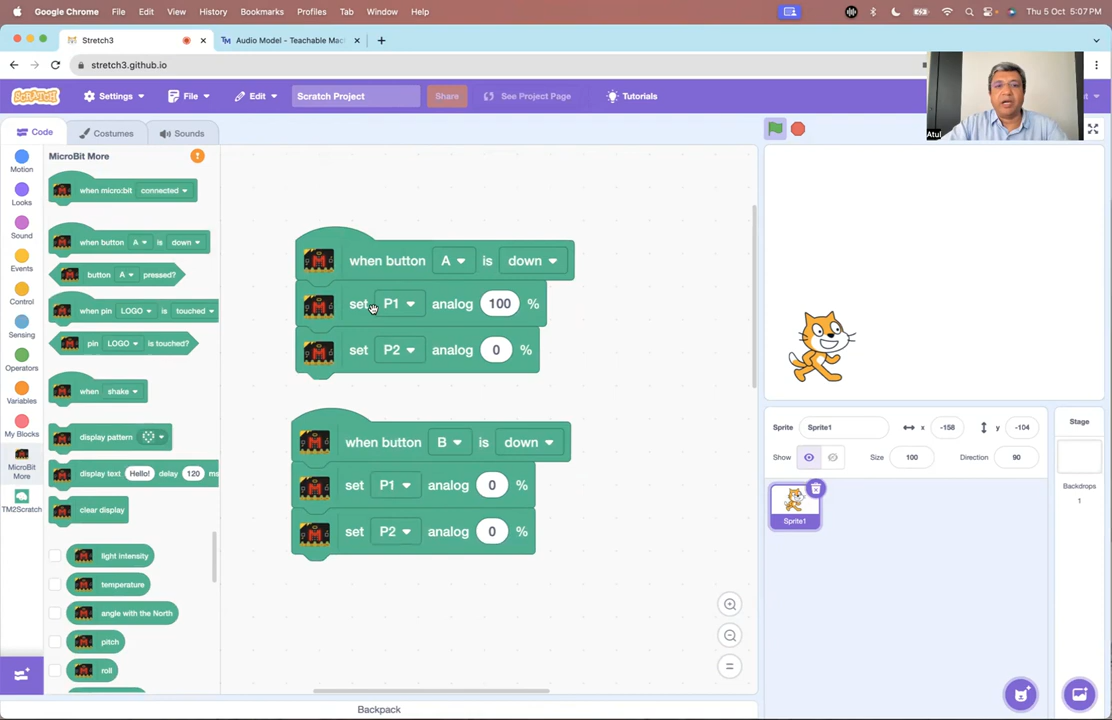 Google Chrome File Edit View History Bookmarks Profiles Tab Window Help
Thu 5 Oct 5:07 PM
Stretch3
Audio Model - Teachable Mac
stretch3.github.io
SCRATCH Settings File Edit Scratch Project Share See Project Page Tutorials
Atul
Code Costumes Sounds
Motion
Looks
Sound
Events
Control
Sensing
Operators
Variables
My Blocks
MicroBit
More
TM2Scratch
MicroBit More
when micro:bit connected
when button A is down
button A pressed?
when pin LOGO is touched
pin LOGO is touched?
when shake
display pattern
display text Hello! delay 120 ms
clear display
light intensity
temperature
angle with the North
pitch
roll
when button A is down
set P1 analog 100 %
set P2 analog 0 %
when button B is down
set P1 analog 0 %
set P2 analog 0 %
Backpack
Sprite Sprite1 x -158 y -104
Show Size 100 Direction 90
Sprite1
Stage
Backdrops
1